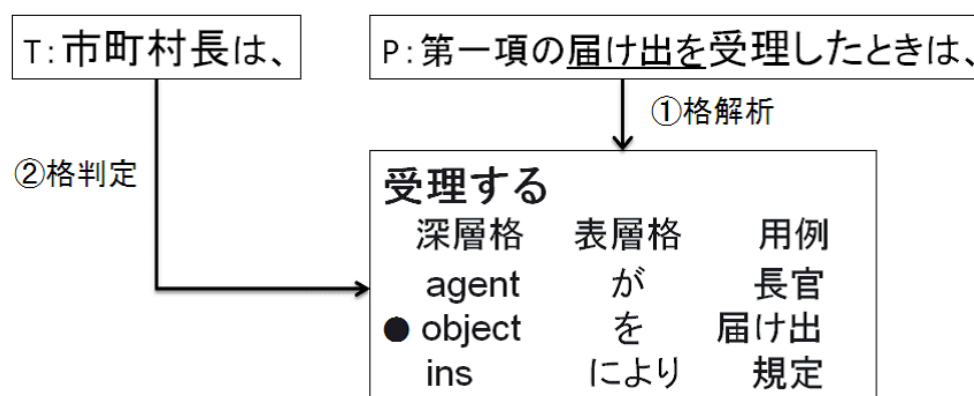 T:市町村長は、
P:第一項の届け出を受理したときは、
①格解析
②格判定
受理する
深層格 表層格 用例
agent が 長官
●object を 届け出
ins により 規定